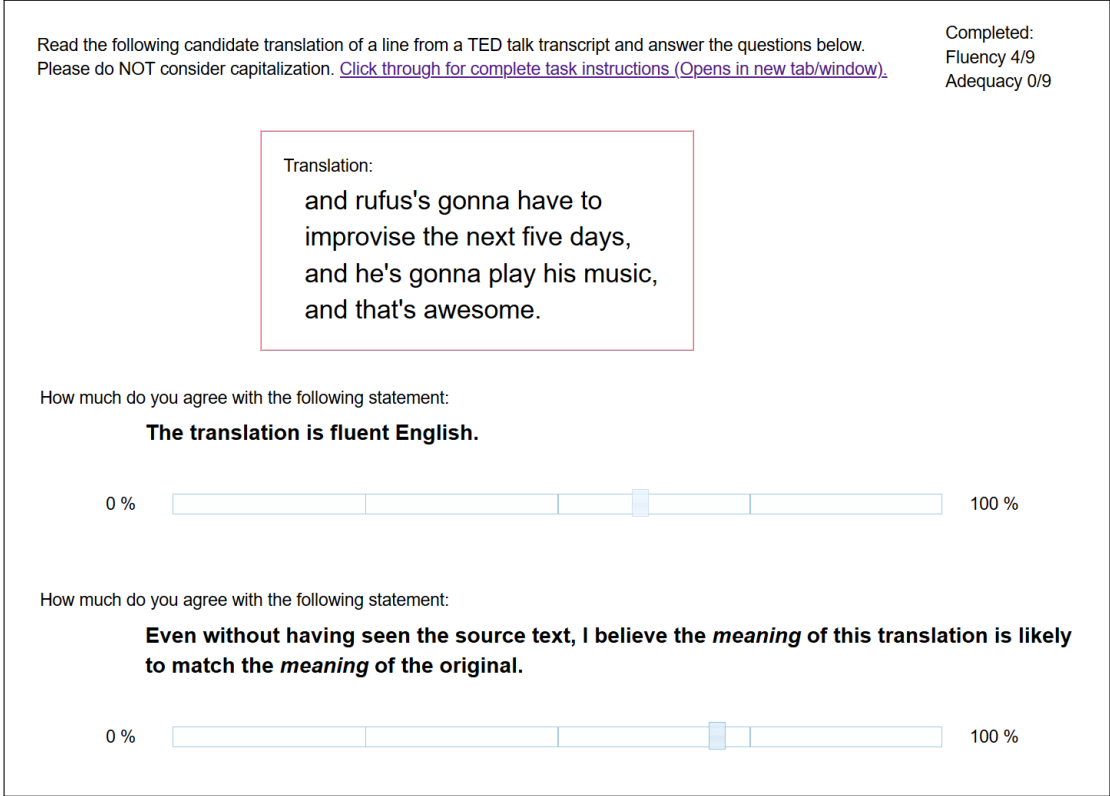 Read the following candidate translation of a line from a TED talk transcript and answer the questions below.
Please do NOT consider capitalization. Click through for complete task instructions (Opens in new tab/window).
Completed:
Fluency 4/9
Adequacy 0/9
Translation:
and rufus's gonna have to
improvise the next five days,
and he's gonna play his music,
and that's awesome.
How much do you agree with the following statement:
The translation is fluent English.
0 % 100 %
How much do you agree with the following statement:
Even without having seen the source text, I believe the meaning of this translation is likely
to match the meaning of the original.
0 % 100 %